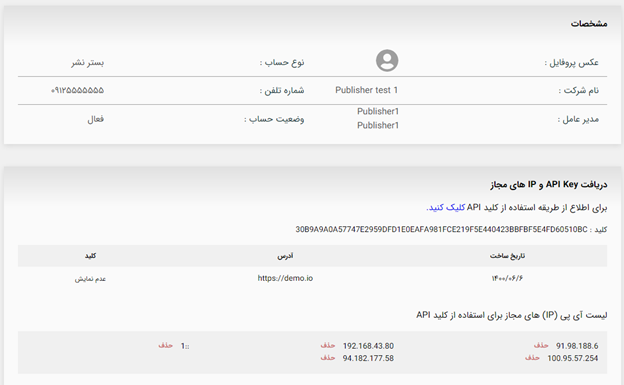 مشخصات
عکس پروفایل :
نوع حساب : بستر نشر
نام شرکت : Publisher test 1
شماره تلفن : ۰۹۱۲۵۵۵۵۵۵۵
مدیر عامل : Publisher1
Publisher1
وضعیت حساب : فعال
دریافت API Key و IP های مجاز
برای اطلاع از طریقه استفاده از کلید API کلیک کنید.
کلید : 30B9A9A0A57747E2959DFD1E0EAFA981FCE219F5E440423BBFBF5E4FD60510BC
تاریخ ساخت آدرس کلید
۱۴۰۰/۰۶/۶ https://demo.io عدم نمایش
لیست آی پی (IP) های مجاز برای استفاده از کلید API
91.98.188.6 حذف 192.168.43.80 حذف ::1 حذف
100.95.57.254 حذف 94.182.177.58 حذف